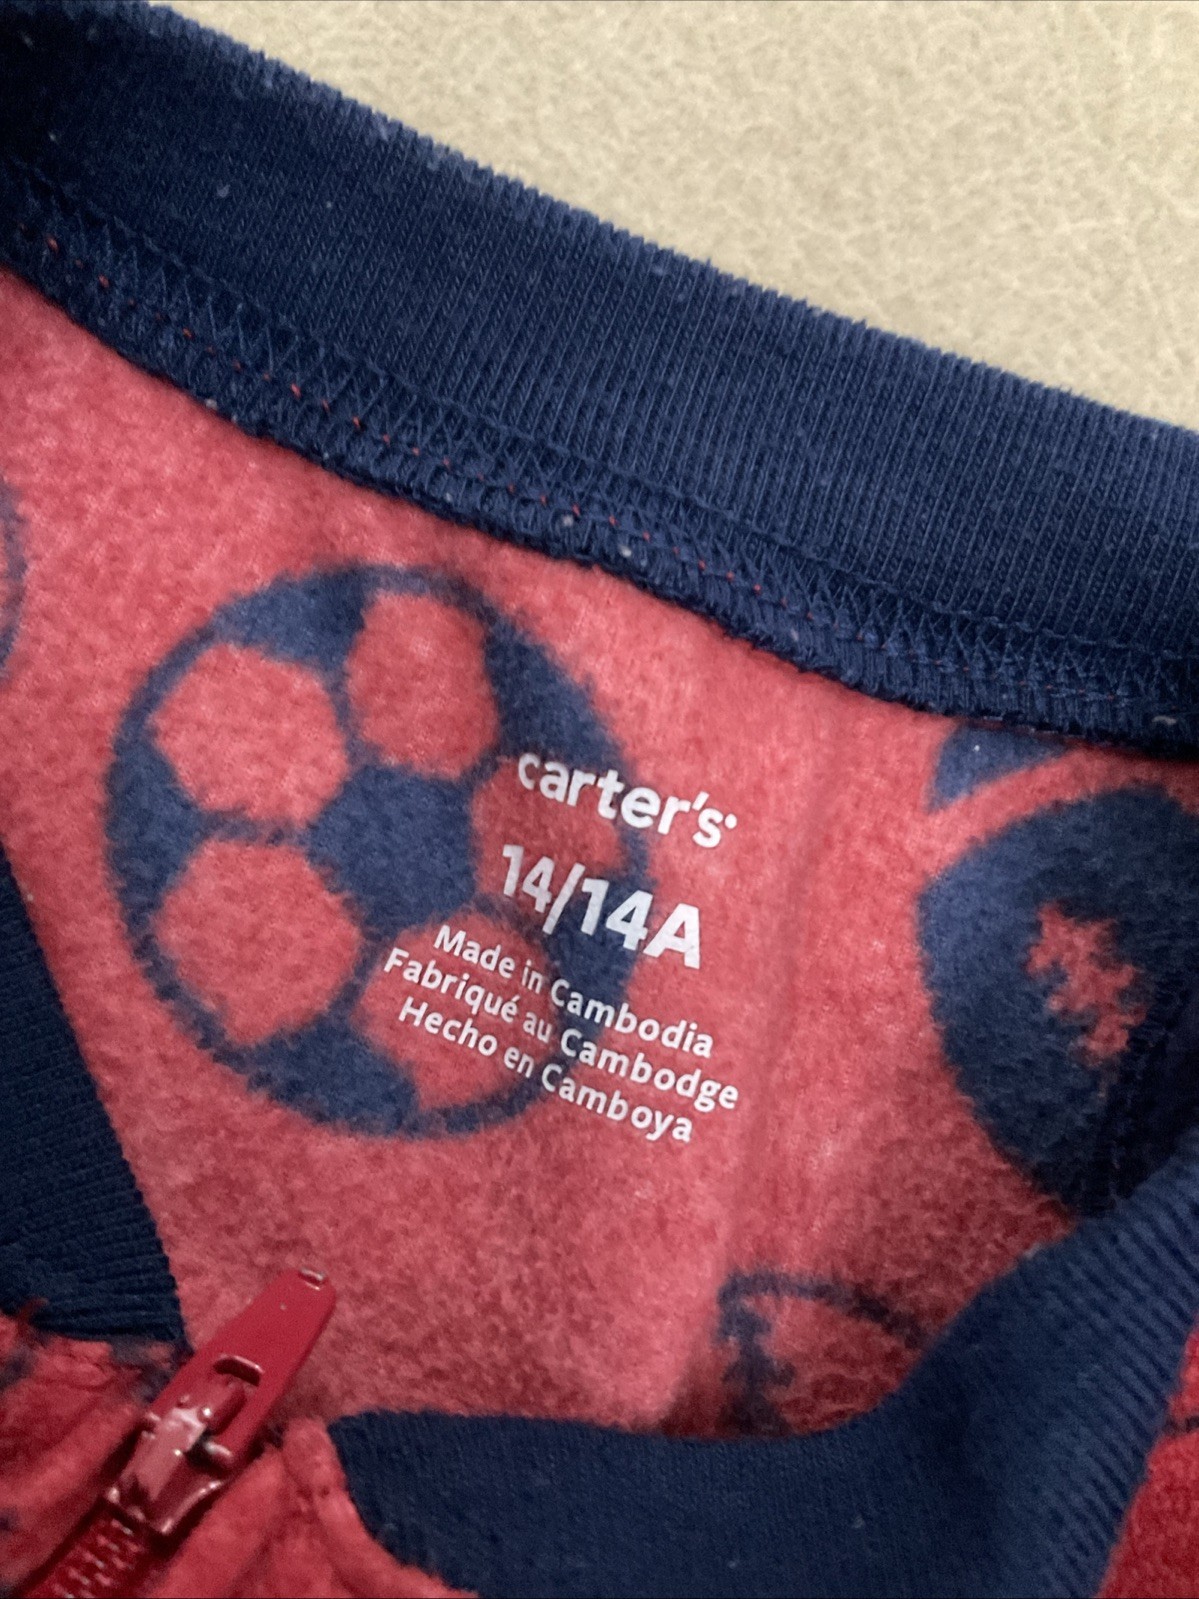 carter's
14/14A
Made in Cambodia
Fabriqué au Cambodge
Hecho en Camboya